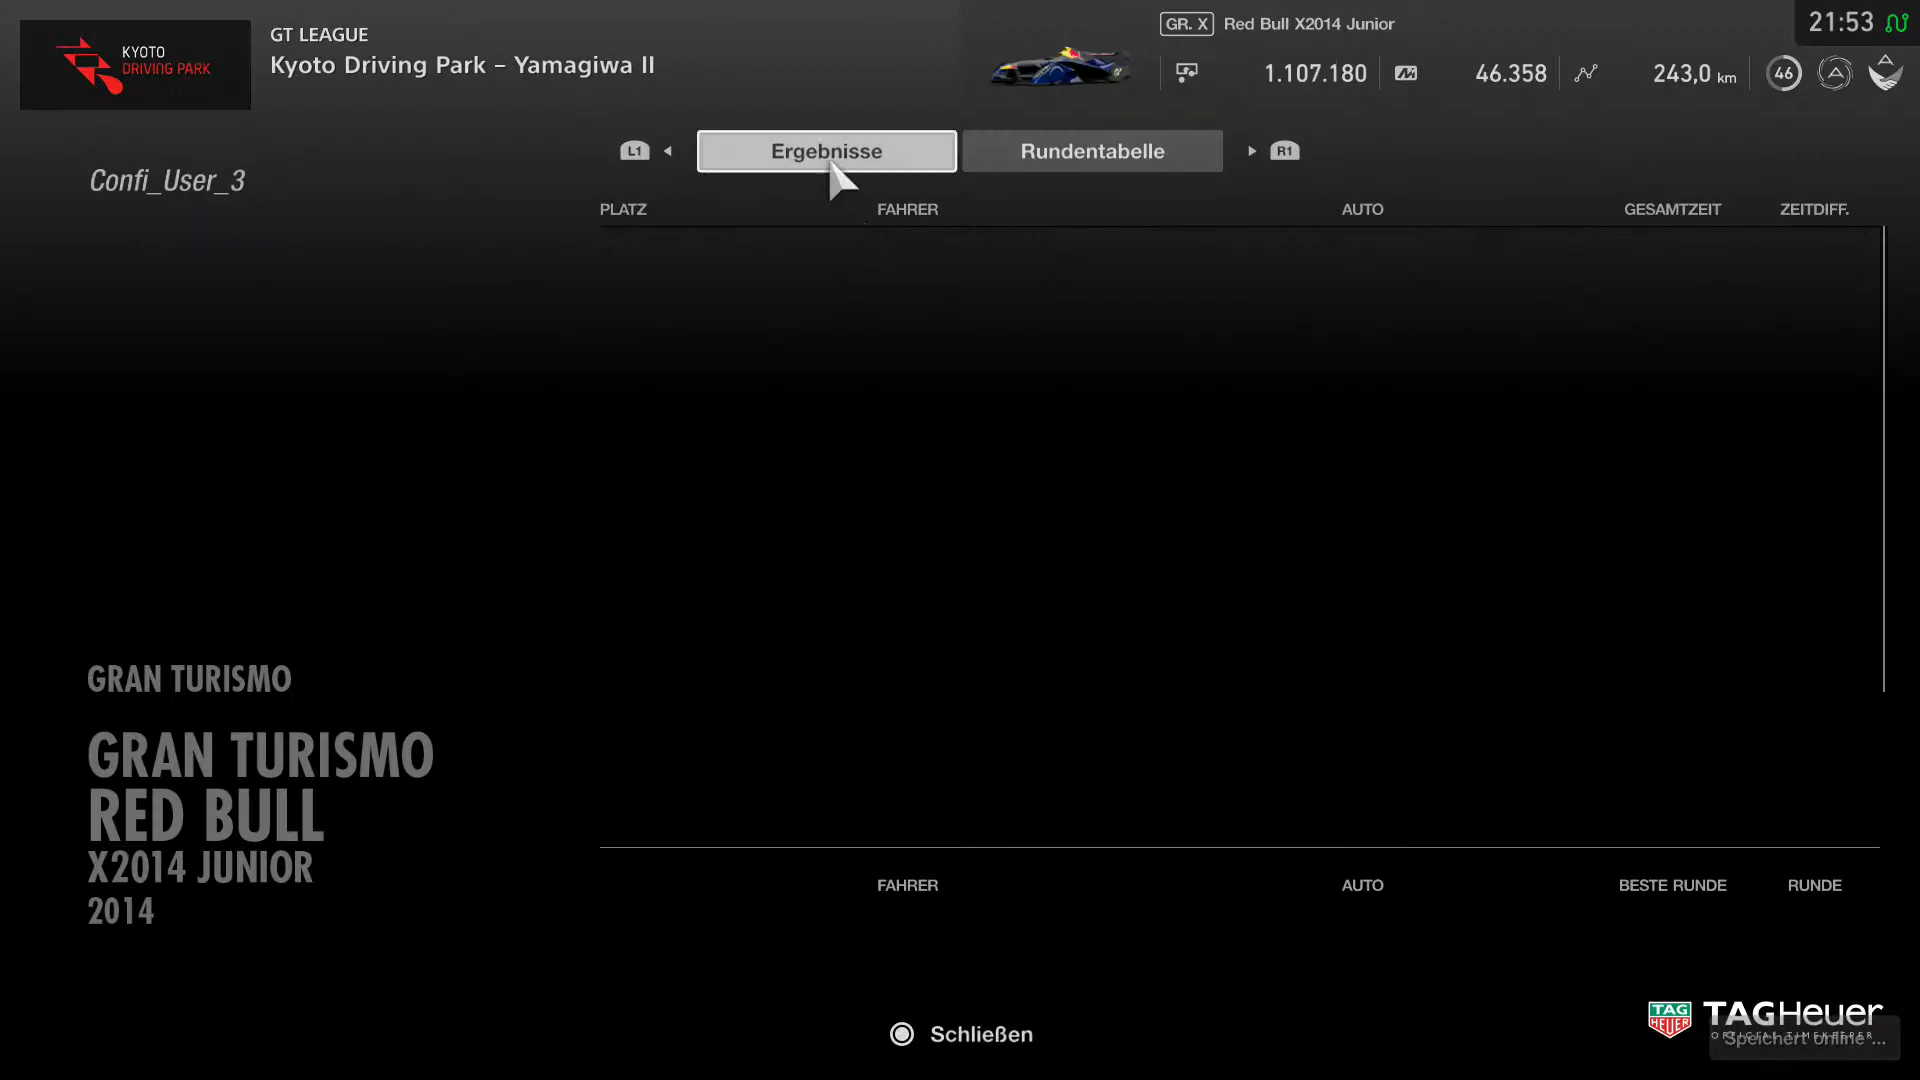 KYOTO
DRIVING PARK
GT LEAGUE
Kyoto Driving Park – Yamagiwa II
GR. X Red Bull X2014 Junior
21:53
1.107.180
46.358
243,0 km
46
L1
Ergebnisse
Rundentabelle
R1
Confi_User_3
PLATZ FAHRER AUTO GESAMTZEIT ZEITDIFF.
GRAN TURISMO
GRAN TURISMO
RED BULL
X2014 JUNIOR
2014
FAHRER AUTO BESTE RUNDE RUNDE
Schließen
TAG
HEUER
TAGHeuer
OFFICIAL TIMEKEEPER
Speichert online ...